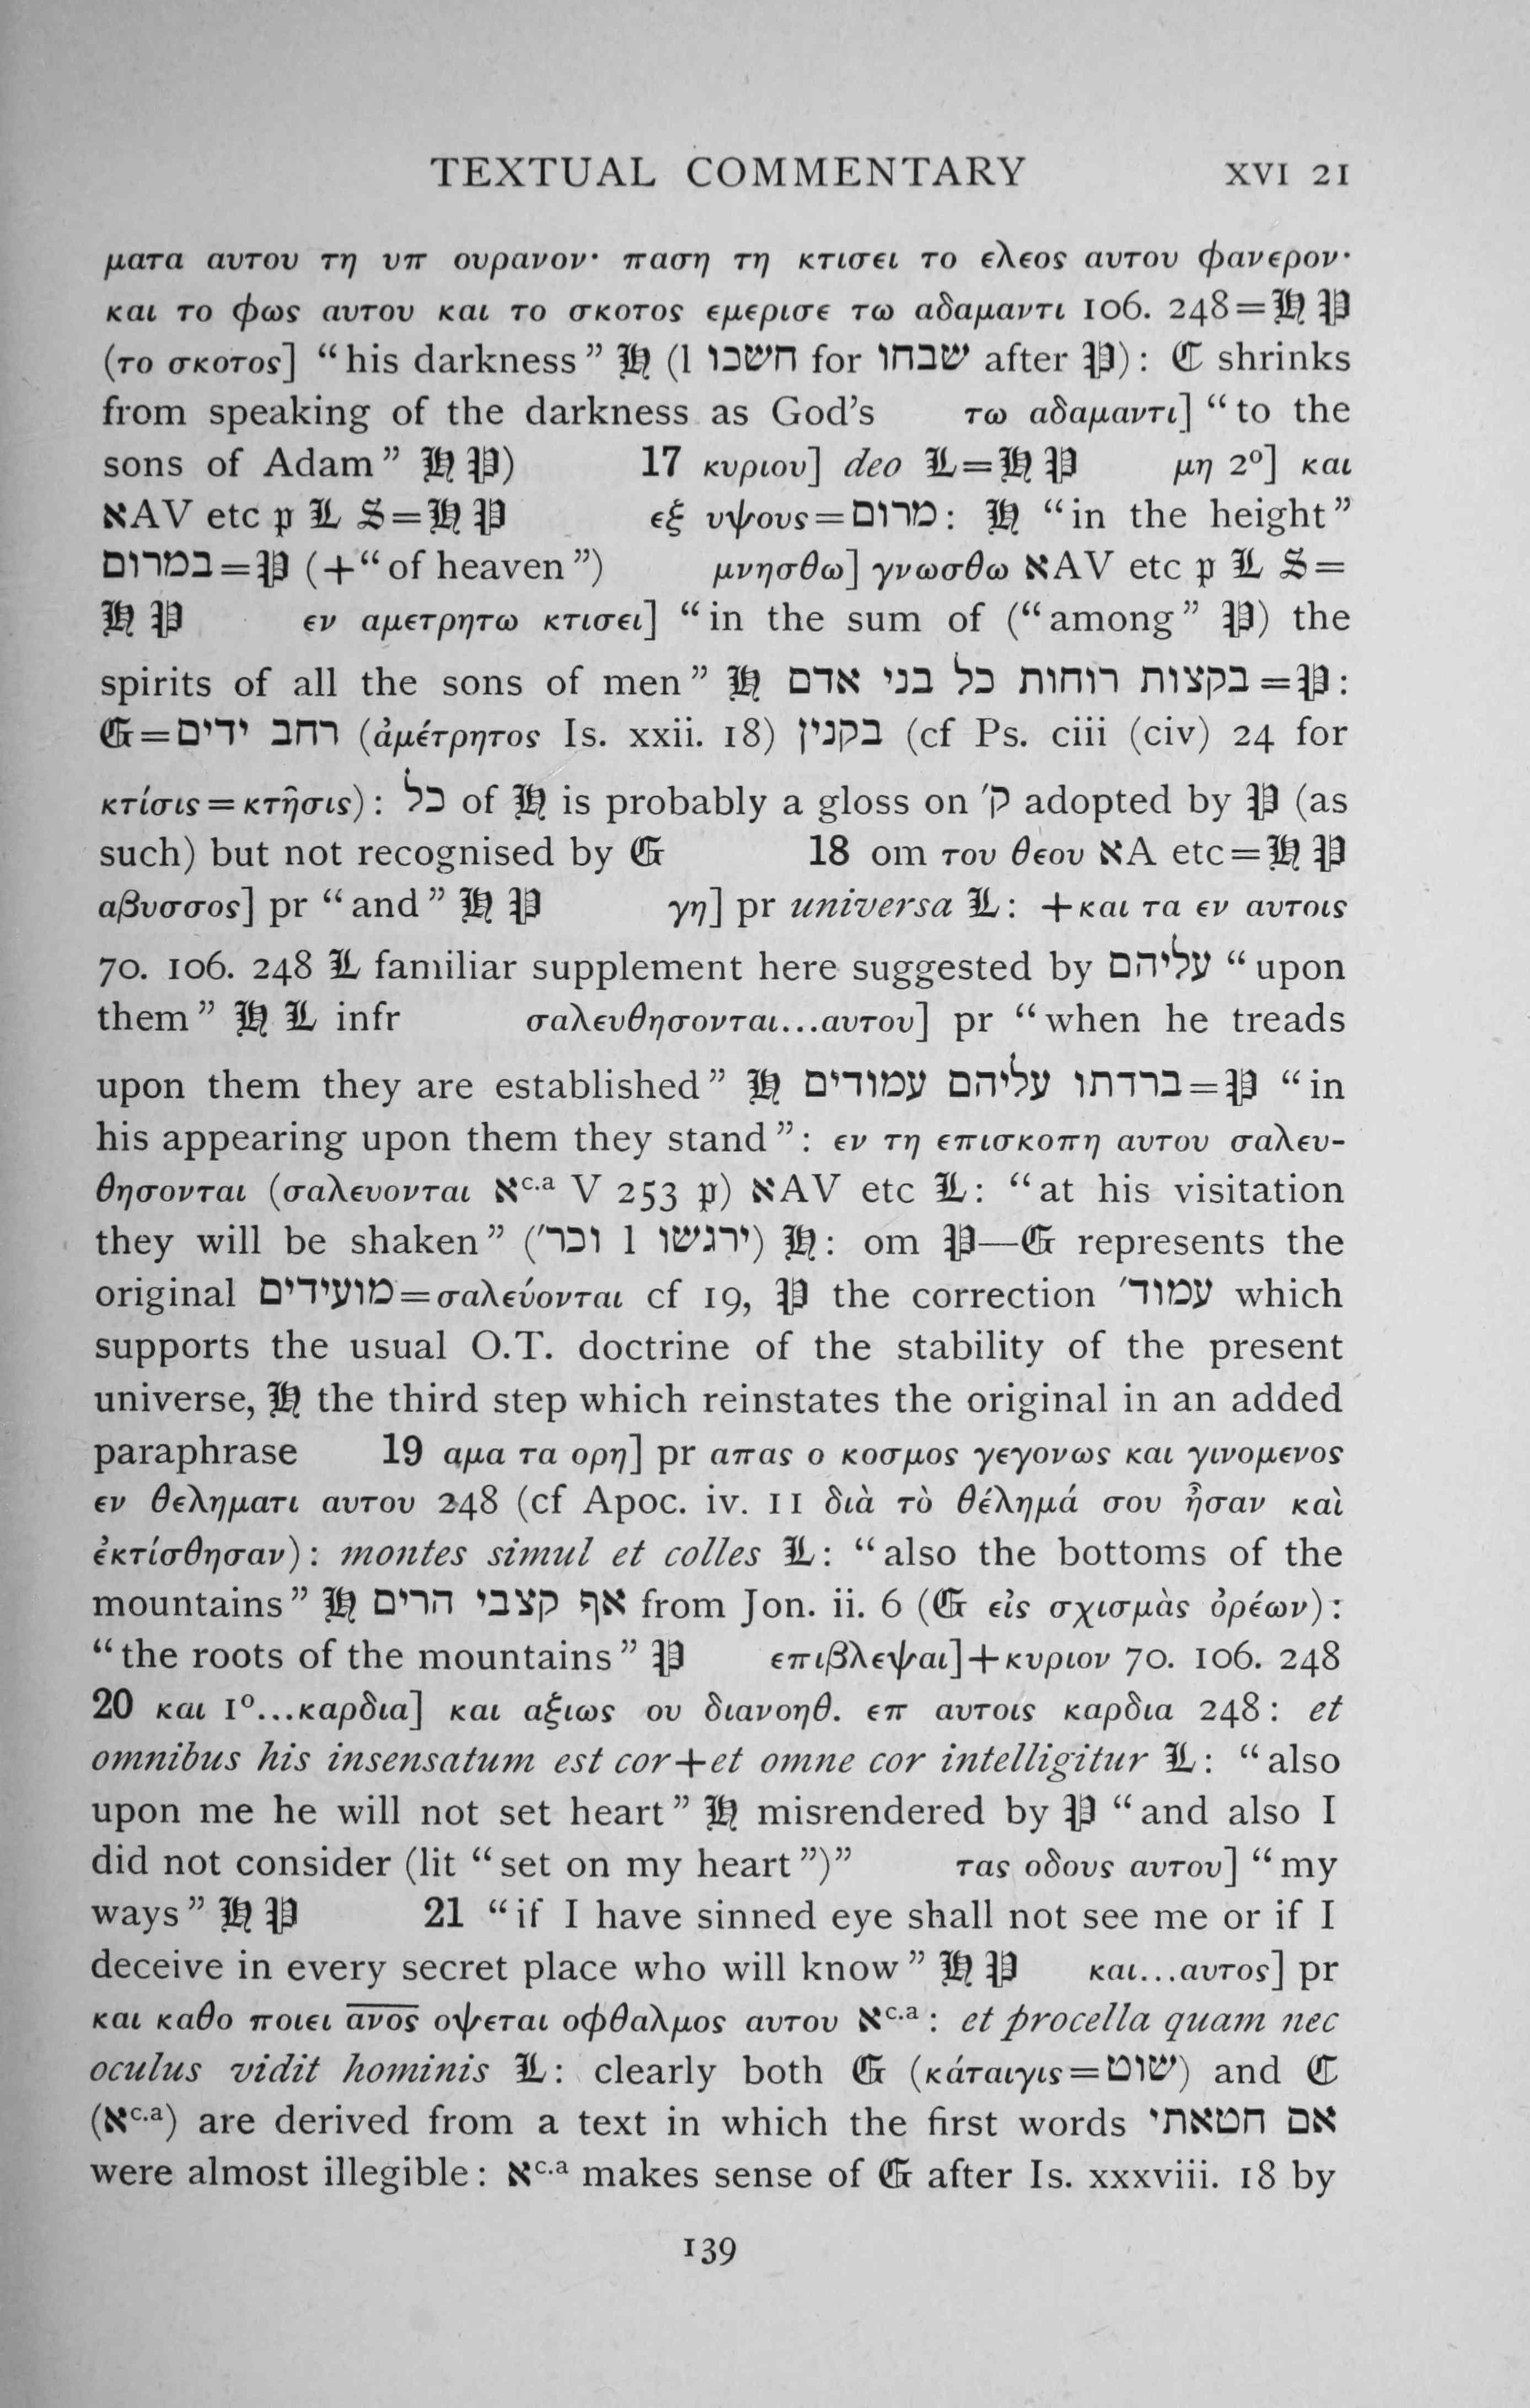 TEXTUAL COMMENTARY XVI 21
ματα αυτου τη υπ ουρανον· παση τη κτισει το ελεος αυτου φανερον·
και το φως αυτου και το σκοτος εμερισε τω αδαμαντι 106. 248=𝕳 𝕻
(το σκοτος] “his darkness” 𝕳 (l חשכו for שבחו after 𝕻): ℭ shrinks
from speaking of the darkness as God's τω αδαμαντι] “to the
sons of Adam” 𝕳 𝕻) 17 κυριου] deo 𝕷=𝕳 𝕻 μη 2º] και
אAV etc 𝔭 𝕷 𝕾=𝕳 𝕻 εξ υψους=מרום: 𝕳 “in the height”
במרום=𝕻 (+“of heaven”) μνησθω] γνωσθω אAV etc 𝔭 𝕷 𝕾=
𝕳 𝕻 εν αμετρητω κτισει] “in the sum of (“among” 𝕻) the
spirits of all the sons of men” 𝕳 בקצות רוחות כל בני אדם=𝕻:
𝕲=רחב ידים (ἀμέτρητος Is. xxii. 18) בקנין (cf Ps. ciii (civ) 24 for
κτίσις=κτῆσις): כל of 𝕳 is probably a gloss on ק׳ adopted by 𝕻 (as
such) but not recognised by 𝕲 18 om του θεου אA etc=𝕳 𝕻
αβυσσος] pr “and” 𝕳 𝕻 γη] pr universa 𝕷: +και τα εν αυτοις
70. 106. 248 𝕷 familiar supplement here suggested by עליהם “upon
them” 𝕳 𝕷 infr σαλευθησονται...αυτου] pr “when he treads
upon them they are established” 𝕳 ברדתו עליהם עמודים=𝕻 “in
his appearing upon them they stand”: εν τη επισκοπη αυτου σαλευ-
θησονται (σαλευονται אc.a V 253 𝔭) אAV etc 𝕷: “at his visitation
they will be shaken” (ירגשו l וכר׳) 𝕳: om 𝕻—𝕲 represents the
original מועידים=σαλεύονται cf 19, 𝕻 the correction עמוד׳ which
supports the usual O.T. doctrine of the stability of the present
universe, 𝕳 the third step which reinstates the original in an added
paraphrase 19 αμα τα ορη] pr απας ο κοσμος γεγονως και γινομενος
εν θεληματι αυτου 248 (cf Apoc. iv. 11 διὰ τὸ θέλημά σου ἦσαν καὶ
ἐκτίσθησαν): montes simul et colles 𝕷: “also the bottoms of the
mountains” 𝕳 אף קצבי הרים from Jon. ii. 6 (𝕲 εἰς σχισμὰς ὀρέων):
“the roots of the mountains” 𝕻 επιβλεψαι]+κυριον 70. 106. 248
20 και 1º...καρδια] και αξιως ου διανοηθ. επ αυτοις καρδια 248: et
omnibus his insensatum est cor+et omne cor intelligitur 𝕷: “also
upon me he will not set heart” 𝕳 misrendered by 𝕻 “and also I
did not consider (lit “set on my heart”)” τας οδους αυτου] “my
ways” 𝕳 𝕻 21 “if I have sinned eye shall not see me or if I
deceive in every secret place who will know” 𝕳 𝕻 και...αυτος] pr
και καθο ποιει α̅ν̅ο̅ς̅ οψεται οφθαλμος αυτου אc.a: et procella quam nec
oculus vidit hominis 𝕷: clearly both 𝕲 (κάταιγις=שוט) and ℭ
(אc.a) are derived from a text in which the first words אם חטאתי
were almost illegible: אc.a makes sense of 𝕲 after Is. xxxviii. 18 by
139